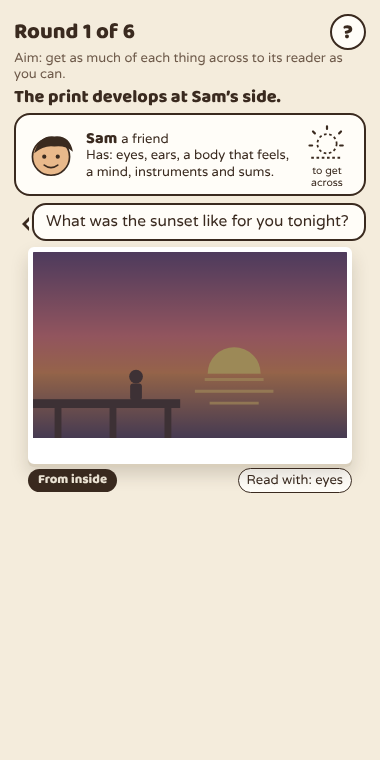 Round 1 of 6
?
Aim: get as much of each thing across to its reader as
you can.
The print develops at Sam's side.
Sam a friend
Has: eyes, ears, a body that feels,
a mind, instruments and sums.
to get
across
What was the sunset like for you tonight?
From inside
Read with: eyes